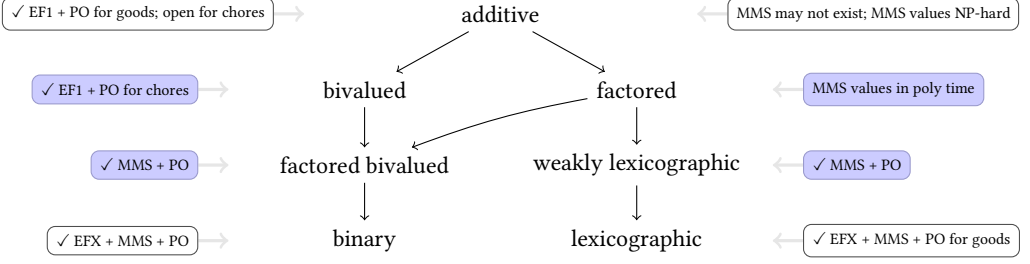 ✓ EF1 + PO for goods; open for chores
additive
MMS may not exist; MMS values NP-hard
✓ EF1 + PO for chores
bivalued
factored
MMS values in poly time
✓ MMS + PO
factored bivalued
weakly lexicographic
✓ MMS + PO
✓ EFX + MMS + PO
binary
lexicographic
✓ EFX + MMS + PO for goods